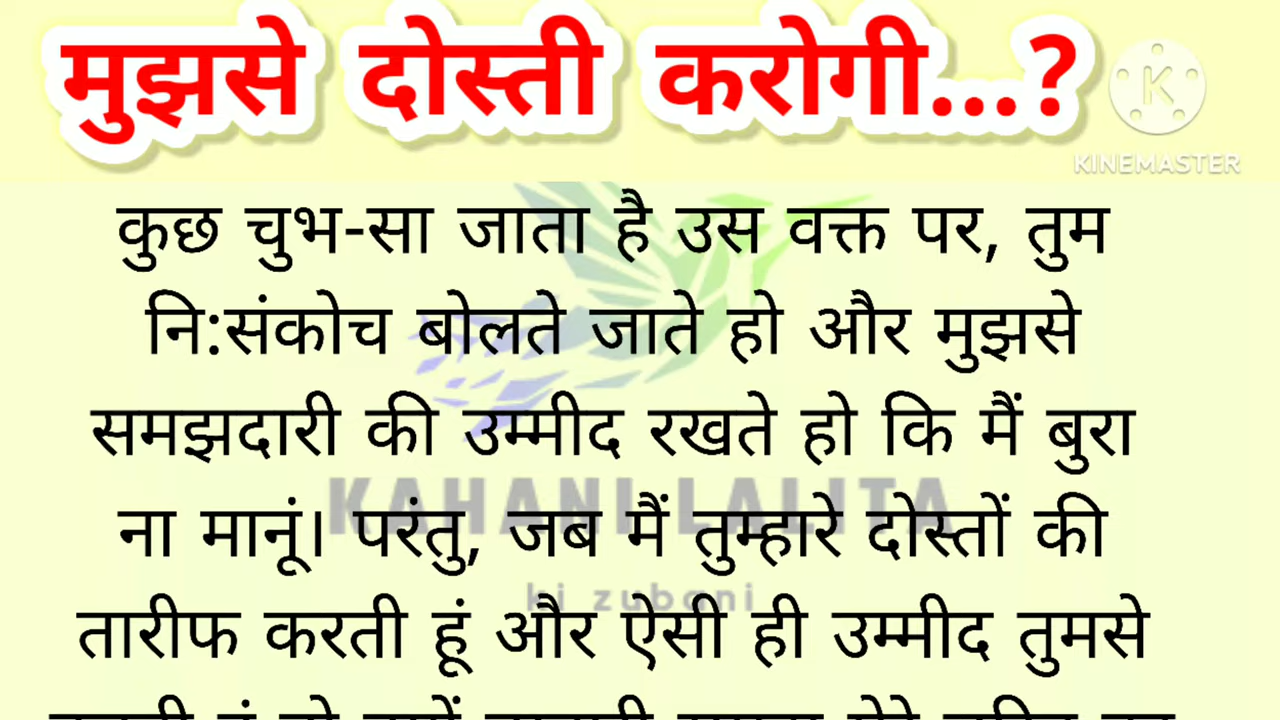 मुझसे दोस्ती करोगी...?
K
KINEMASTER
कुछ चुभ-सा जाता है उस वक्त पर, तुम
नि:संकोच बोलते जाते हो और मुझसे
समझदारी की उम्मीद रखते हो कि मैं बुरा
ना मानूं। परंतु, जब मैं तुम्हारे दोस्तों की
KAHANI LALITA
ki zubani
तारीफ करती हूं और ऐसी ही उम्मीद तुमसे